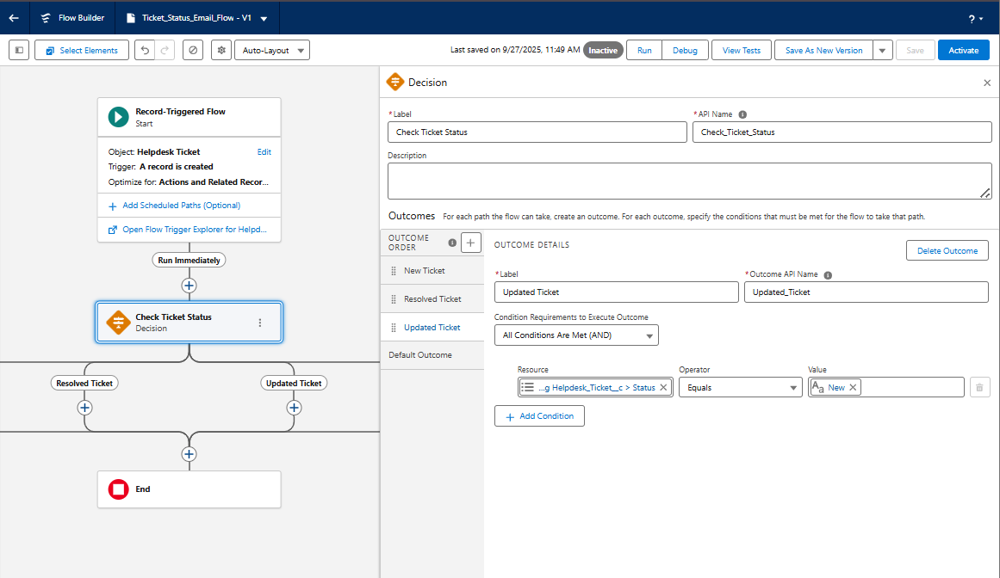 Flow Builder
Ticket_Status_Email_Flow - V1
?
Select Elements
Auto-Layout
Last saved on 9/27/2025, 11:49 AM
Inactive
Run
Debug
View Tests
Save As New Version
Save
Activate
Record-Triggered Flow
Start
Object: Helpdesk Ticket
Edit
Trigger: A record is created
Optimize for: Actions and Related Recor...
Add Scheduled Paths (Optional)
Open Flow Trigger Explorer for Helpd...
Run Immediately
Check Ticket Status
Decision
Resolved Ticket
Updated Ticket
End
Decision
*Label
*API Name
Check Ticket Status
Check_Ticket_Status
Description
Outcomes For each path the flow can take, create an outcome. For each outcome, specify the conditions that must be met for the flow to take that path.
OUTCOME
ORDER
New Ticket
Resolved Ticket
Updated Ticket
Default Outcome
OUTCOME DETAILS
Delete Outcome
*Label
*Outcome API Name
Updated Ticket
Updated_Ticket
Condition Requirements to Execute Outcome
All Conditions Are Met (AND)
Resource
Operator
Value
...g Helpdesk_Ticket__c > Status
Equals
Aa New
Add Condition